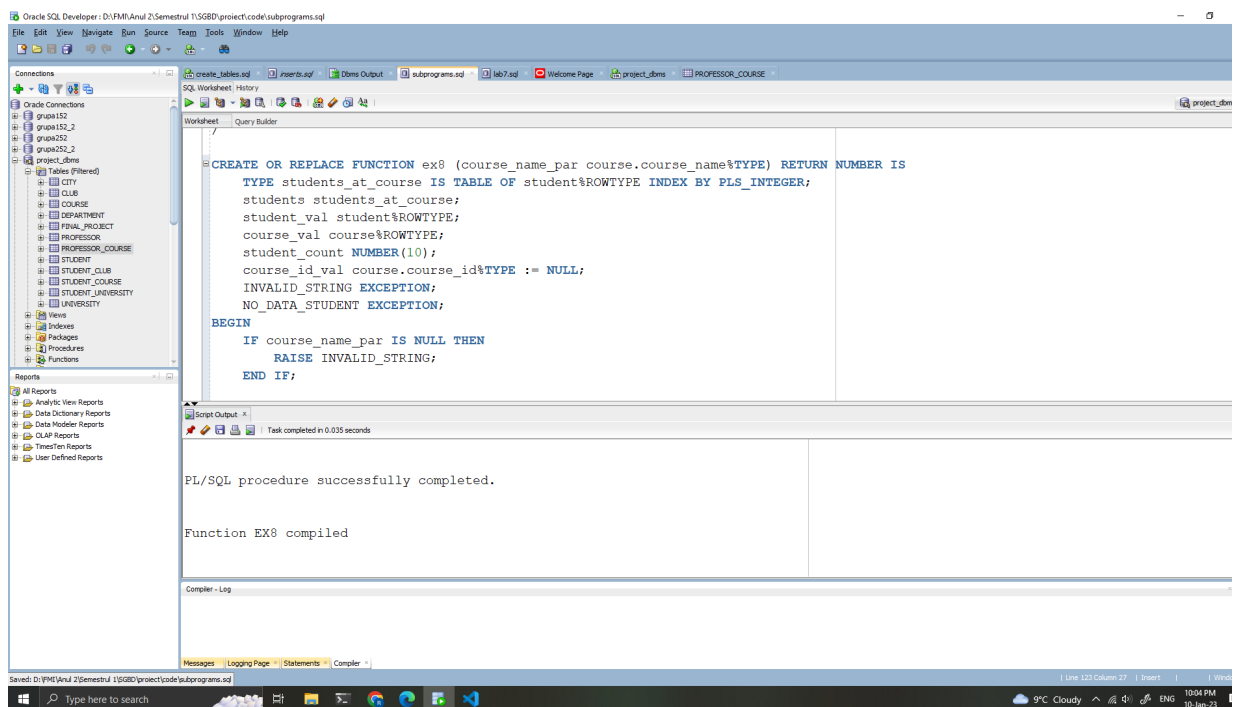 Oracle SQL Developer : D:\FMI\Anul 2\Semestrul 1\SGBD\proiect\code\subprograms.sql
File Edit View Navigate Run Source Team Tools Window Help
Connections
Oracle Connections
grupa152
grupa152_2
grupa252
grupa252_2
project_dbms
Tables (Filtered)
CITY
CLUB
COURSE
DEPARTMENT
FINAL_PROJECT
PROFESSOR
PROFESSOR_COURSE
STUDENT
STUDENT_CLUB
STUDENT_COURSE
STUDENT_UNIVERSITY
UNIVERSITY
Views
Indexes
Packages
Procedures
Functions
Reports
All Reports
Analytic View Reports
Data Dictionary Reports
Data Modeler Reports
OLAP Reports
TimesTen Reports
User Defined Reports
create_tables.sql inserts.sql Dbms Output subprograms.sql lab7.sql Welcome Page project_dbms PROFESSOR_COURSE
SQL Worksheet History
project_dbm
Worksheet Query Builder
/
CREATE OR REPLACE FUNCTION ex8 (course_name_par course.course_name%TYPE) RETURN NUMBER IS
TYPE students_at_course IS TABLE OF student%ROWTYPE INDEX BY PLS_INTEGER;
students students_at_course;
student_val student%ROWTYPE;
course_val course%ROWTYPE;
student_count NUMBER(10);
course_id_val course.course_id%TYPE := NULL;
INVALID_STRING EXCEPTION;
NO_DATA_STUDENT EXCEPTION;
BEGIN
IF course_name_par IS NULL THEN
RAISE INVALID_STRING;
END IF;
Script Output
Task completed in 0.035 seconds
PL/SQL procedure successfully completed.
Function EX8 compiled
Compiler - Log
Messages Logging Page Statements Compiler
Saved: D:\FMI\Anul 2\Semestrul 1\SGBD\proiect\code\subprograms.sql
Line 123 Column 27 | Insert | | Windo
Type here to search
9°C Cloudy ENG 10:04 PM
10-Jan-23